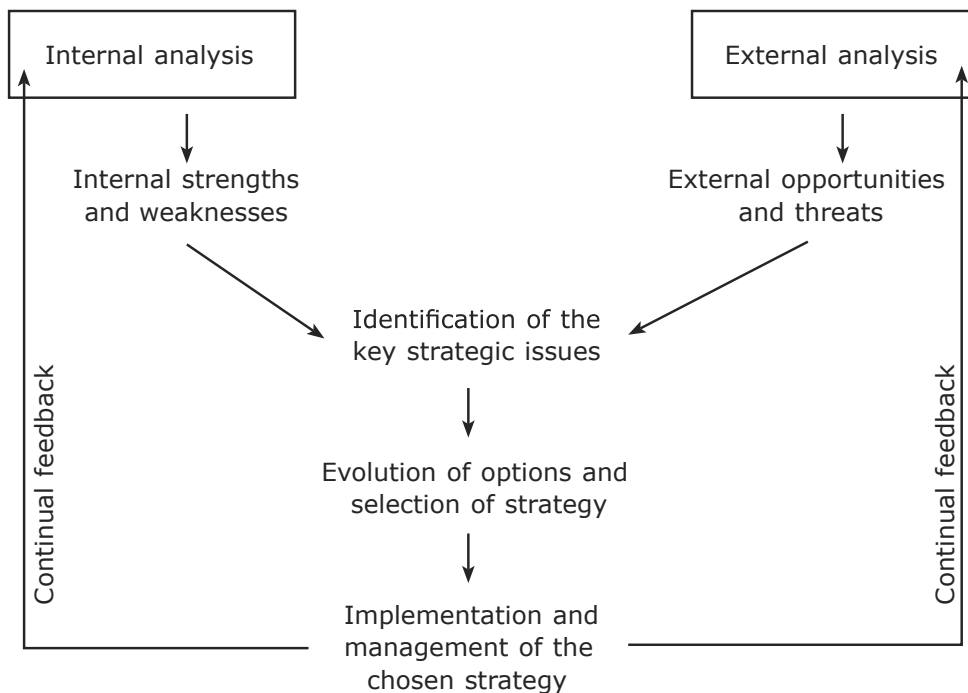 Internal analysis
External analysis
Internal strengths
and weaknesses
External opportunities
and threats
Identification of the
key strategic issues
Continual feedback
Continual feedback
Evolution of options and
selection of strategy
Implementation and
management of the
chosen strategy